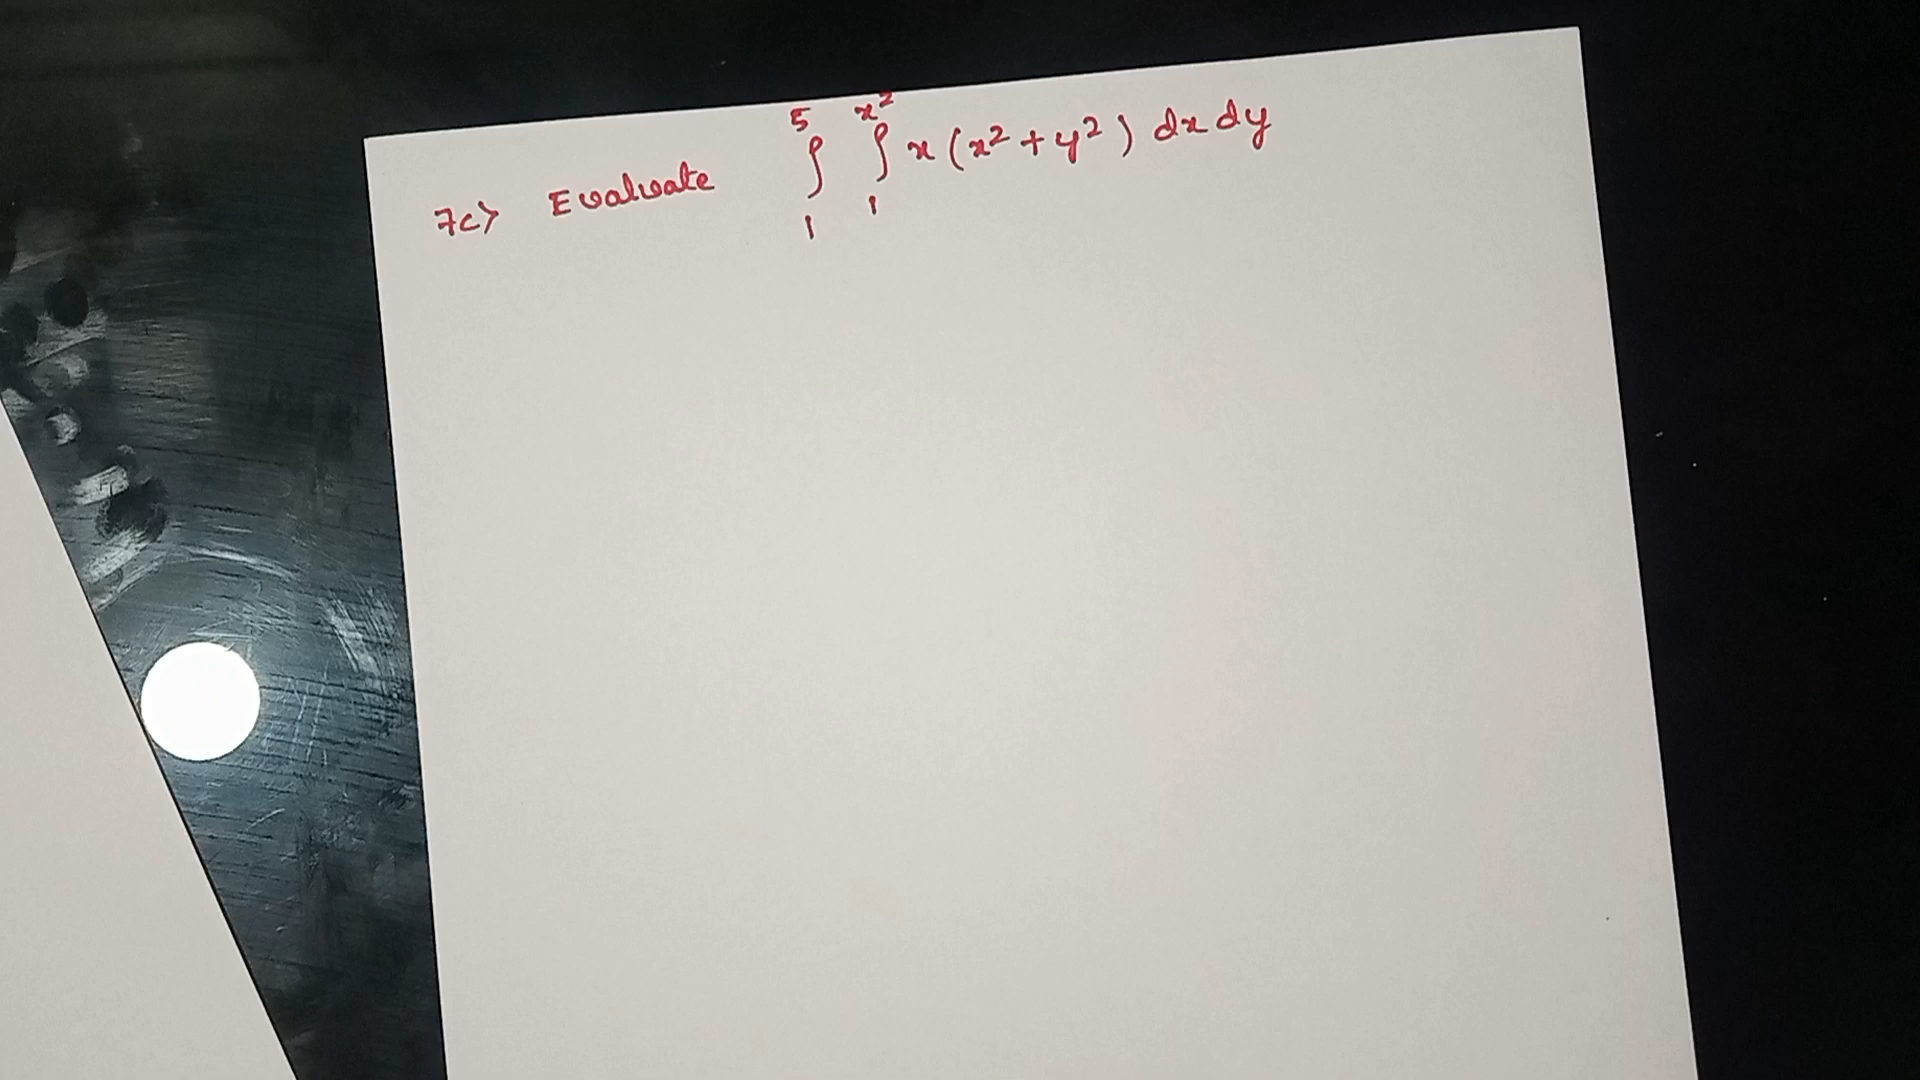 7c> Evaluate ∫₁⁵ ∫₁^{x²} x (x² + y²) dx dy